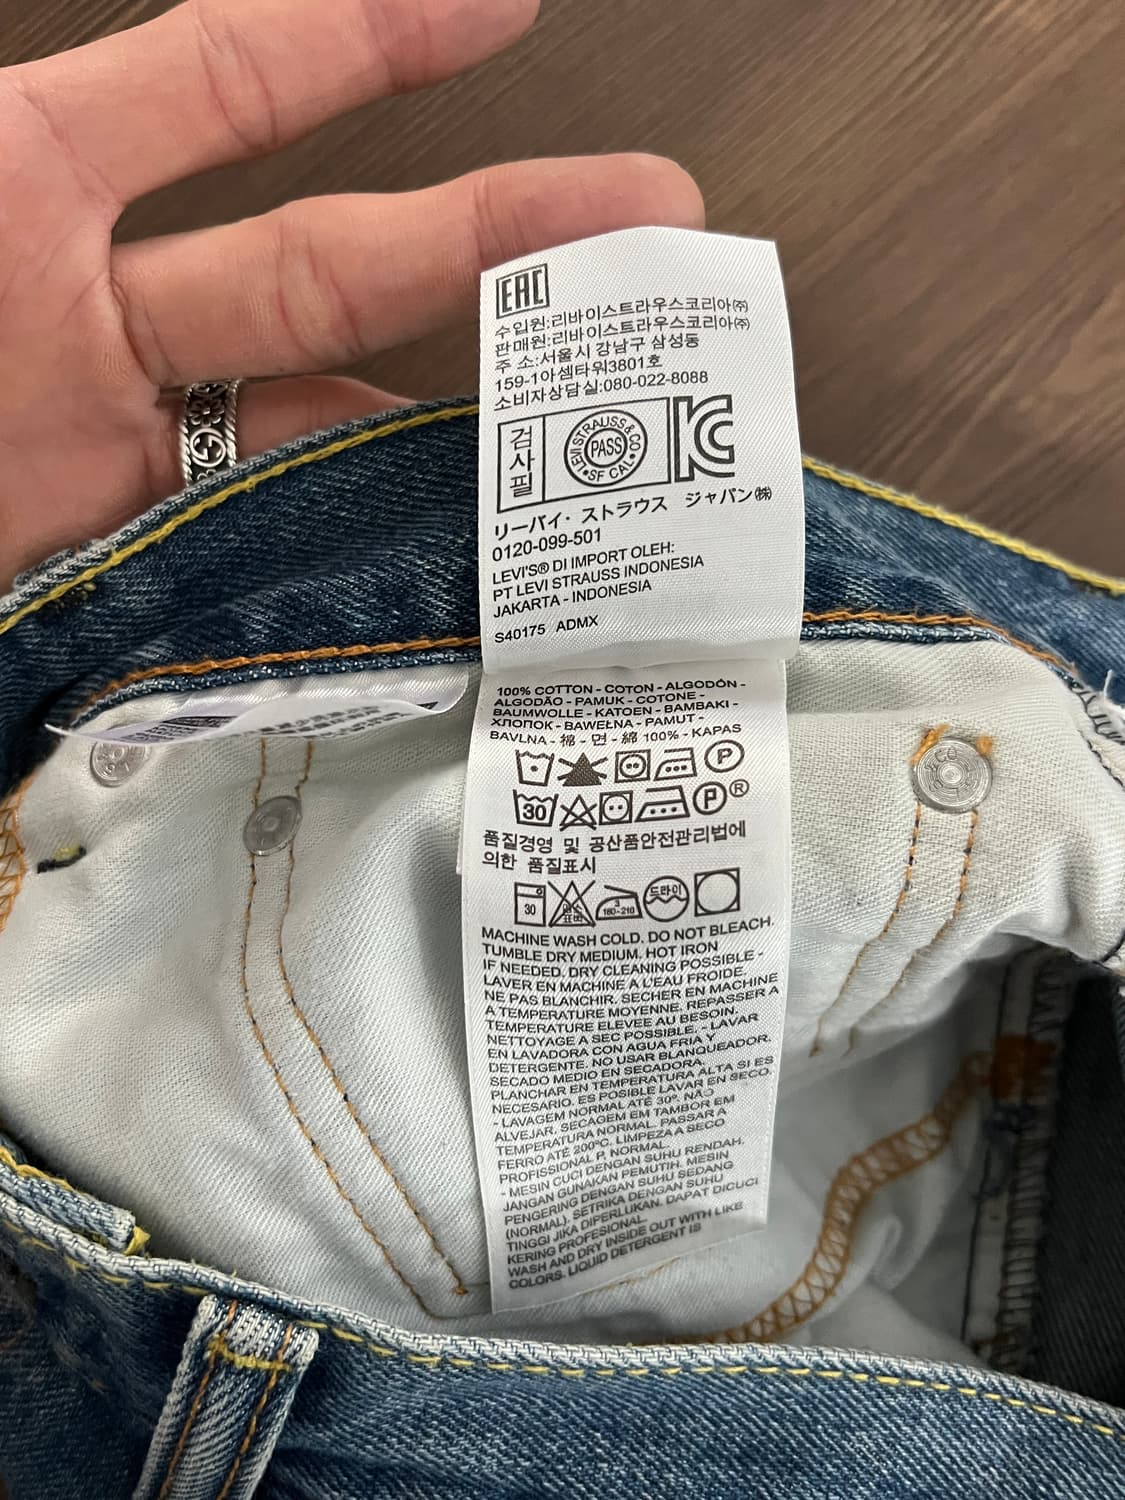 EAC
수입원:리바이스트라우스코리아㈜
판매원:리바이스트라우스코리아㈜
주 소:서울시 강남구 삼성동
159-1아셈타워3801호
소비자상담실:080-022-8088
검사필
LEVI STRAUSS & CO
PASS
SF CAL
KC
リーバイ・ストラウス ジャパン㈱
0120-099-501
LEVI'S® DI IMPORT OLEH:
PT LEVI STRAUSS INDONESIA
JAKARTA - INDONESIA
S40175 ADMX
100% COTTON - COTON - ALGODÓN -
ALGODÃO - PAMUK - COTONE -
BAUMWOLLE - KATOEN - BAMBAKI -
ХЛОПОК - BAWEŁNA - PAMUT -
BAVLNA - 棉 - 면 - 綿 100% - KAPAS
P
30 P ®
품질경영 및 공산품안전관리법에
의한 품질표시
30 염소표백 3 180-210 드라이
MACHINE WASH COLD. DO NOT BLEACH.
TUMBLE DRY MEDIUM. HOT IRON
IF NEEDED. DRY CLEANING POSSIBLE -
LAVER EN MACHINE A L'EAU FROIDE.
NE PAS BLANCHIR. SECHER EN MACHINE
A TEMPERATURE MOYENNE. REPASSER A
TEMPERATURE ELEVEE AU BESOIN.
NETTOYAGE A SEC POSSIBLE. - LAVAR
EN LAVADORA CON AGUA FRIA Y
DETERGENTE. NO USAR BLANQUEADOR.
SECADO MEDIO EN SECADORA.
PLANCHAR EN TEMPERATURA ALTA SI ES
NECESARIO. ES POSIBLE LAVAR EN SECO.
- LAVAGEM NORMAL ATÉ 30º. NÃO
ALVEJAR. SECAGEM EM TAMBOR EM
TEMPERATURA NORMAL. PASSAR A
FERRO ATÉ 200ºC. LIMPEZA A SECO
PROFISSIONAL P, NORMAL.
- MESIN CUCI DENGAN SUHU RENDAH.
JANGAN GUNAKAN PEMUTIH. MESIN
PENGERING DENGAN SUHU SEDANG
(NORMAL). SETRIKA DENGAN SUHU
TINGGI JIKA DIPERLUKAN. DAPAT DICUCI
KERING PROFESIONAL.
WASH AND DRY INSIDE OUT WITH LIKE
COLORS. LIQUID DETERGENT IS